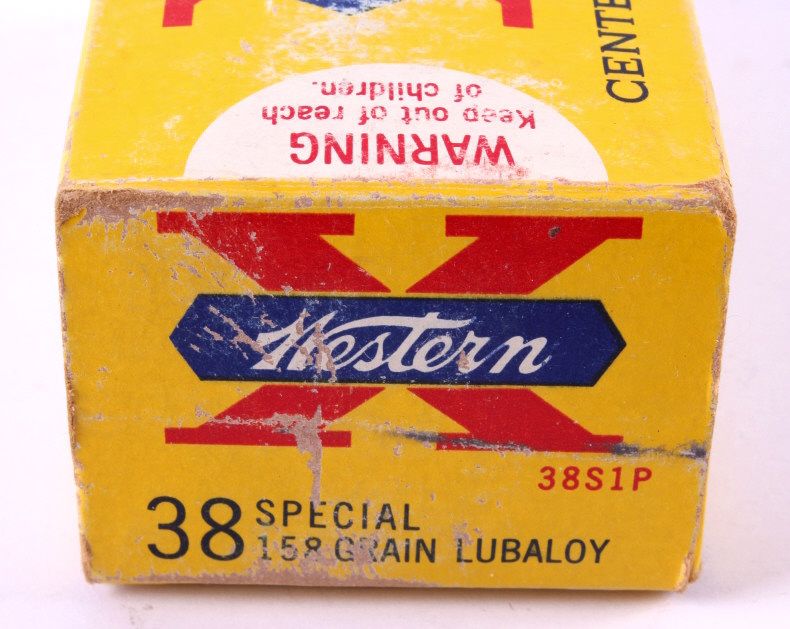 CENTE
WARNING
Keep out of reach
of children.
X
Western
38S1P
38 SPECIAL
158 GRAIN LUBALOY